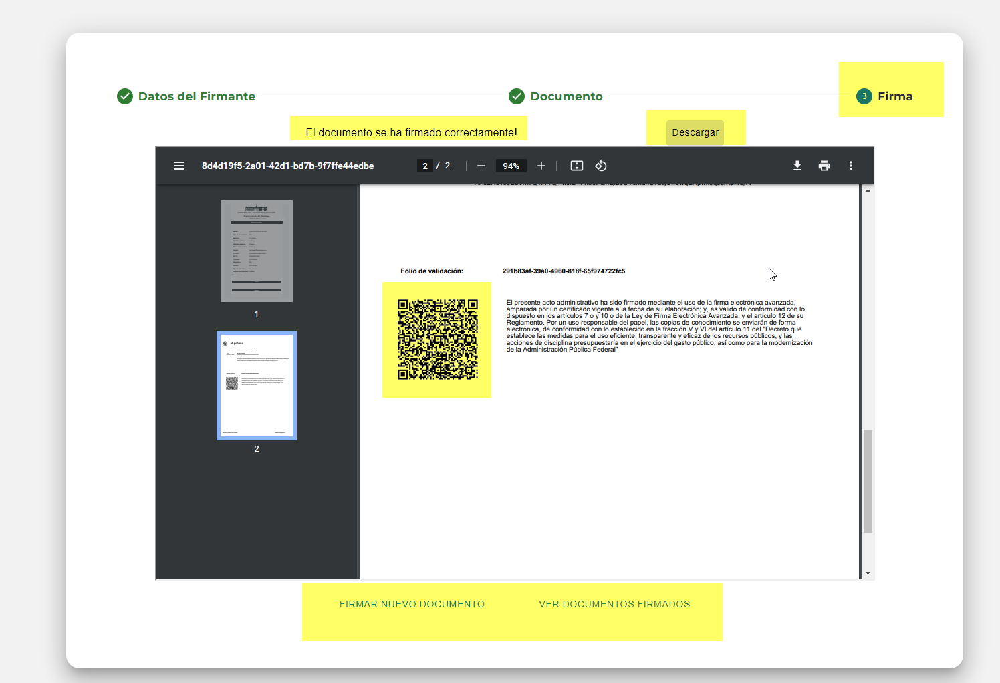 Datos del Firmante
Documento
3 Firma
El documento se ha firmado correctamente!
Descargar
8d4d19f5-2a01-42d1-bd7b-9f7ffe44edbe
2 / 2
94%
1
2
Folio de validación: 291b83af-39a0-4960-818f-65f974722fc5
El presente acto administrativo ha sido firmado mediante el uso de la firma electrónica avanzada,
amparada por un certificado vigente a la fecha de su elaboración; y, es válido de conformidad con lo
dispuesto en los artículos 7 o y 10 o de la Ley de Firma Electrónica Avanzada, y el artículo 12 de su
Reglamento. Por un uso responsable del papel, las copias de conocimiento se enviarán de forma
electrónica, de conformidad con lo establecido en la fracción V y VI del artículo 11 del "Decreto que
establece las medidas para el uso eficiente, transparente y eficaz de los recursos públicos, y las
acciones de disciplina presupuestaría en el ejercicio del gasto público, así como para la modernización
de la Administración Pública Federal"
FIRMAR NUEVO DOCUMENTO
VER DOCUMENTOS FIRMADOS